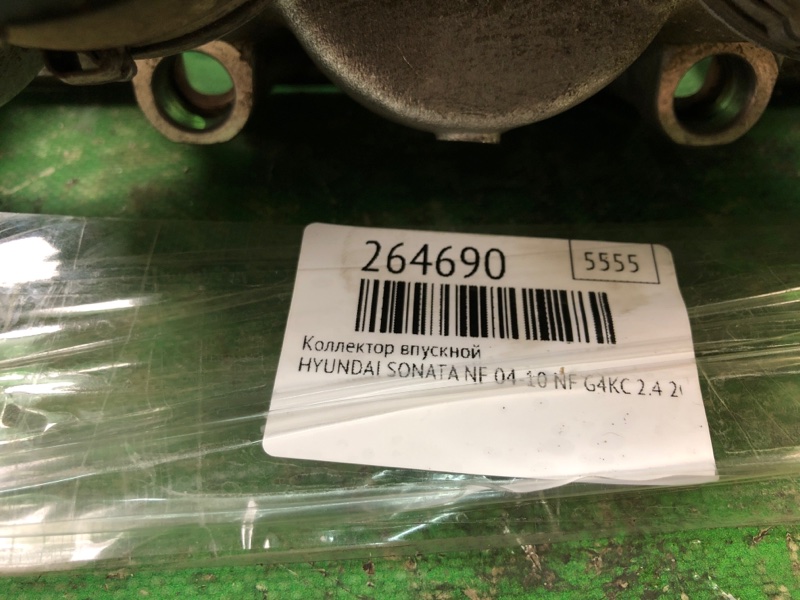 264690
5555
Коллектор впускной
HYUNDAI SONATA NF 04-10 NF G4KC 2.4